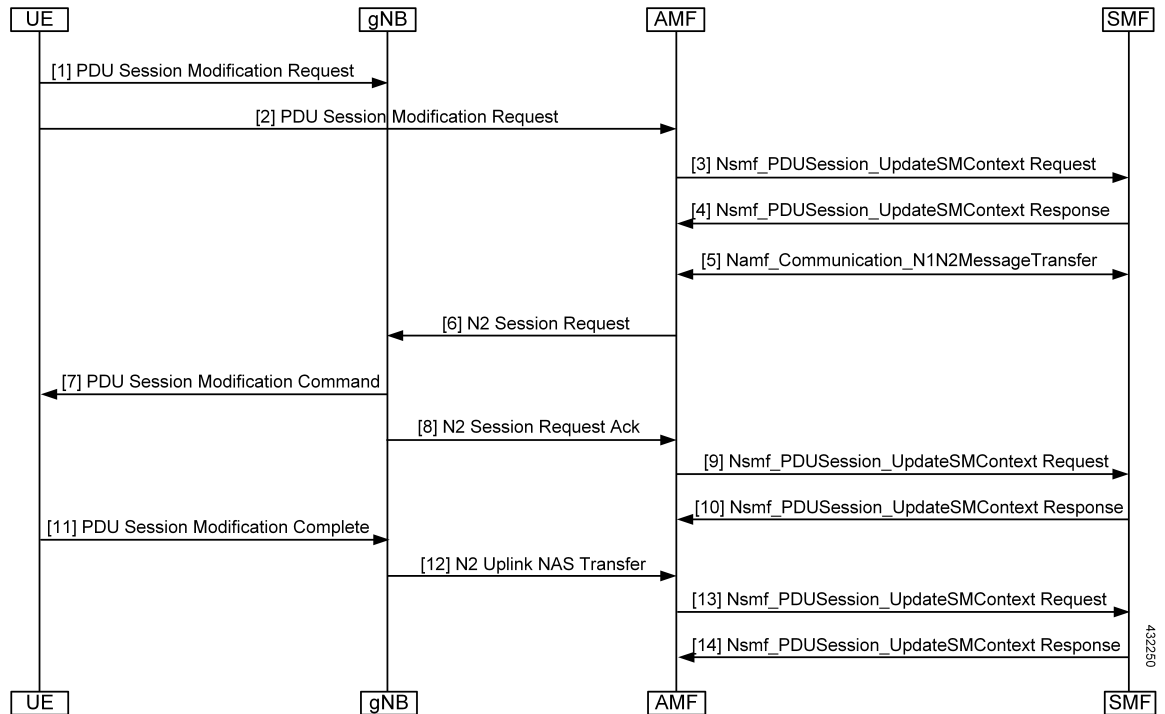 UE
gNB
AMF
SMF
[1] PDU Session Modification Request
[2] PDU Session Modification Request
[3] Nsmf_PDUSession_UpdateSMContext Request
[4] Nsmf_PDUSession_UpdateSMContext Response
[5] Namf_Communication_N1N2MessageTransfer
[6] N2 Session Request
[7] PDU Session Modification Command
[8] N2 Session Request Ack
[9] Nsmf_PDUSession_UpdateSMContext Request
[10] Nsmf_PDUSession_UpdateSMContext Response
[11] PDU Session Modification Complete
[12] N2 Uplink NAS Transfer
[13] Nsmf_PDUSession_UpdateSMContext Request
[14] Nsmf_PDUSession_UpdateSMContext Response
432250
UE
gNB
AMF
SMF